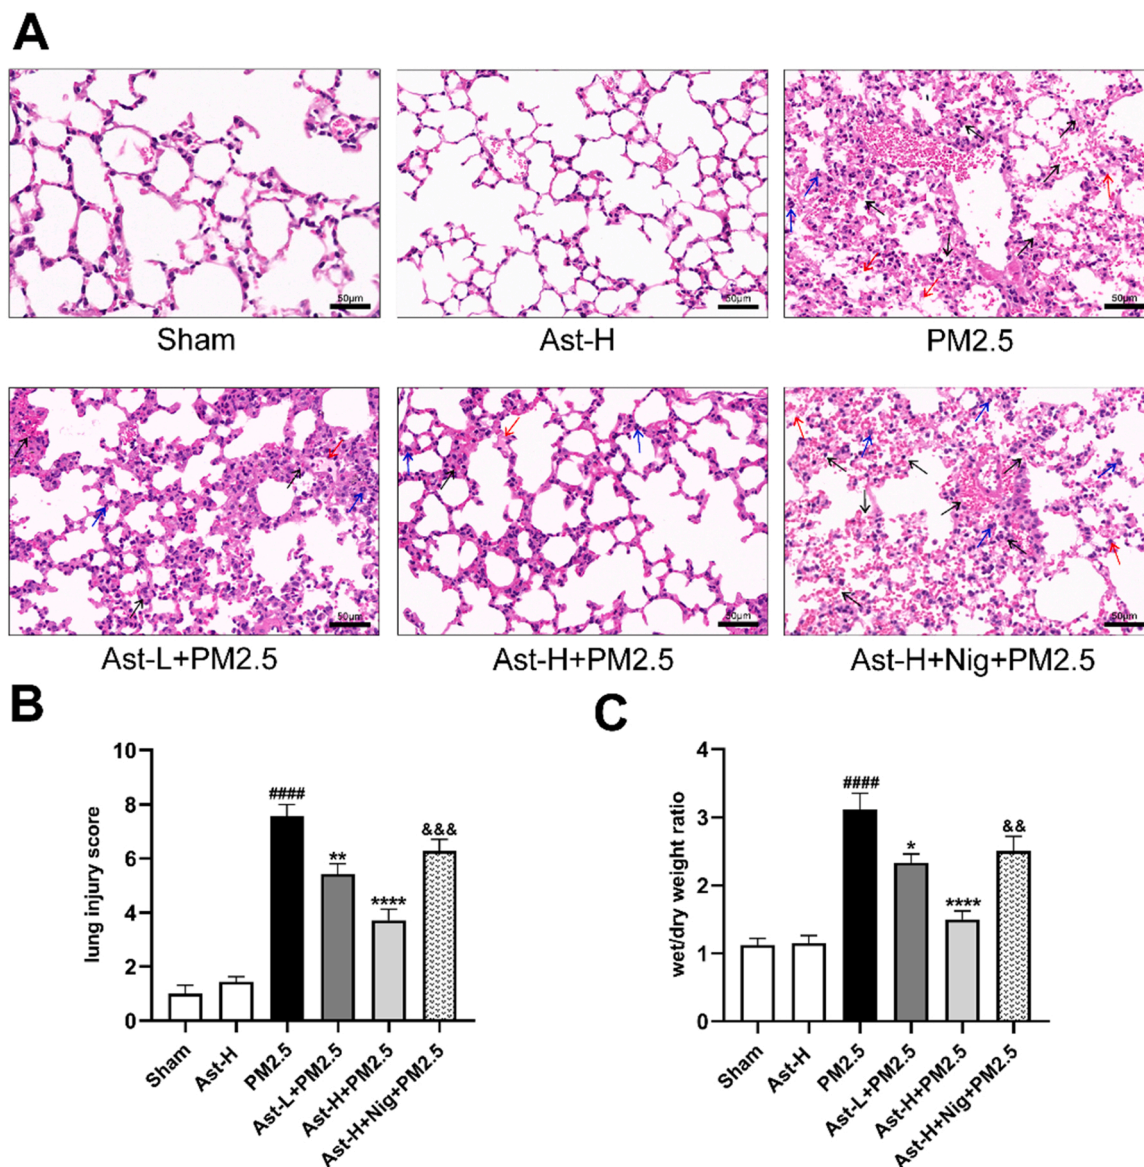 A
50μm
50μm
50μm
Sham
Ast-H
PM2.5
50μm
50μm
50μm
Ast-L+PM2.5
Ast-H+PM2.5
Ast-H+Nig+PM2.5
B
lung injury score
10
8
6
4
2
0
####
**
****
&&&
Sham
Ast-H
PM2.5
Ast-L+PM2.5
Ast-H+PM2.5
Ast-H+Nig+PM2.5
C
wet/dry weight ratio
4
3
2
1
0
####
*
****
&&
Sham
Ast-H
PM2.5
Ast-L+PM2.5
Ast-H+PM2.5
Ast-H+Nig+PM2.5